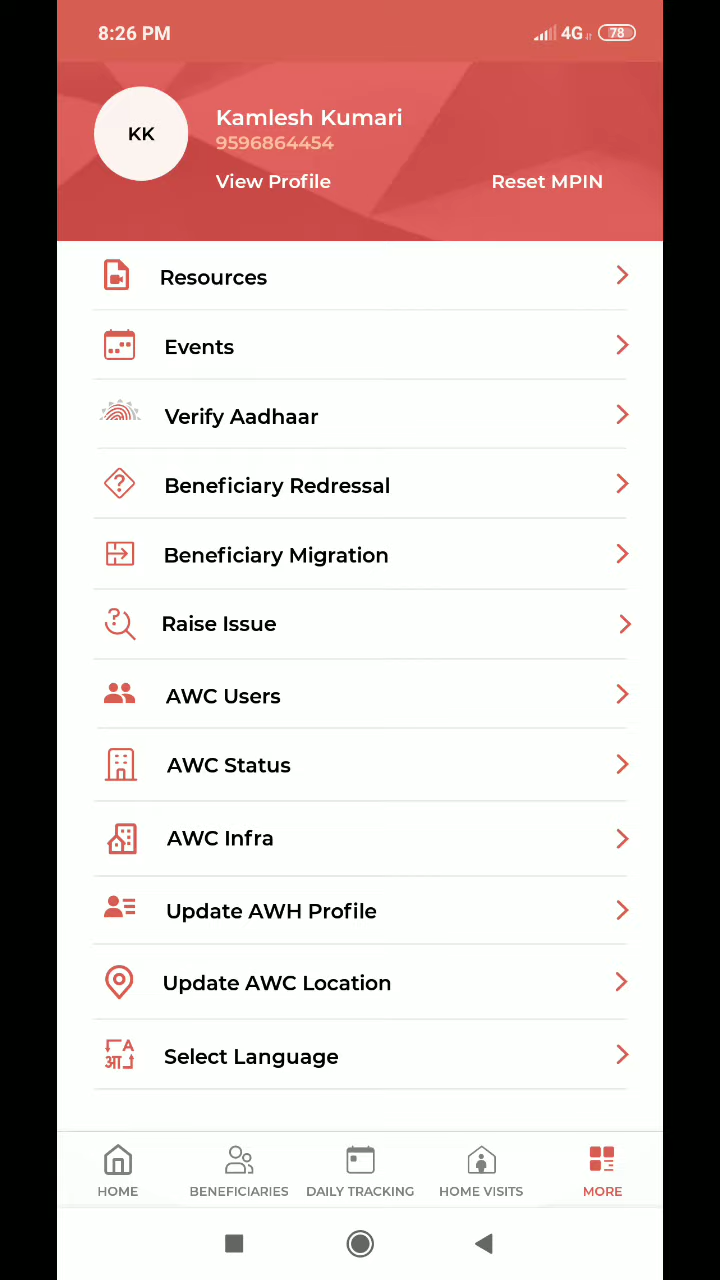 8:26 PM
4G
78
KK
Kamlesh Kumari
9596864454
View Profile
Reset MPIN
Resources
Events
Verify Aadhaar
Beneficiary Redressal
Beneficiary Migration
Raise Issue
AWC Users
AWC Status
AWC Infra
Update AWH Profile
Update AWC Location
A
आ
Select Language
HOME
BENEFICIARIES
DAILY TRACKING
HOME VISITS
MORE